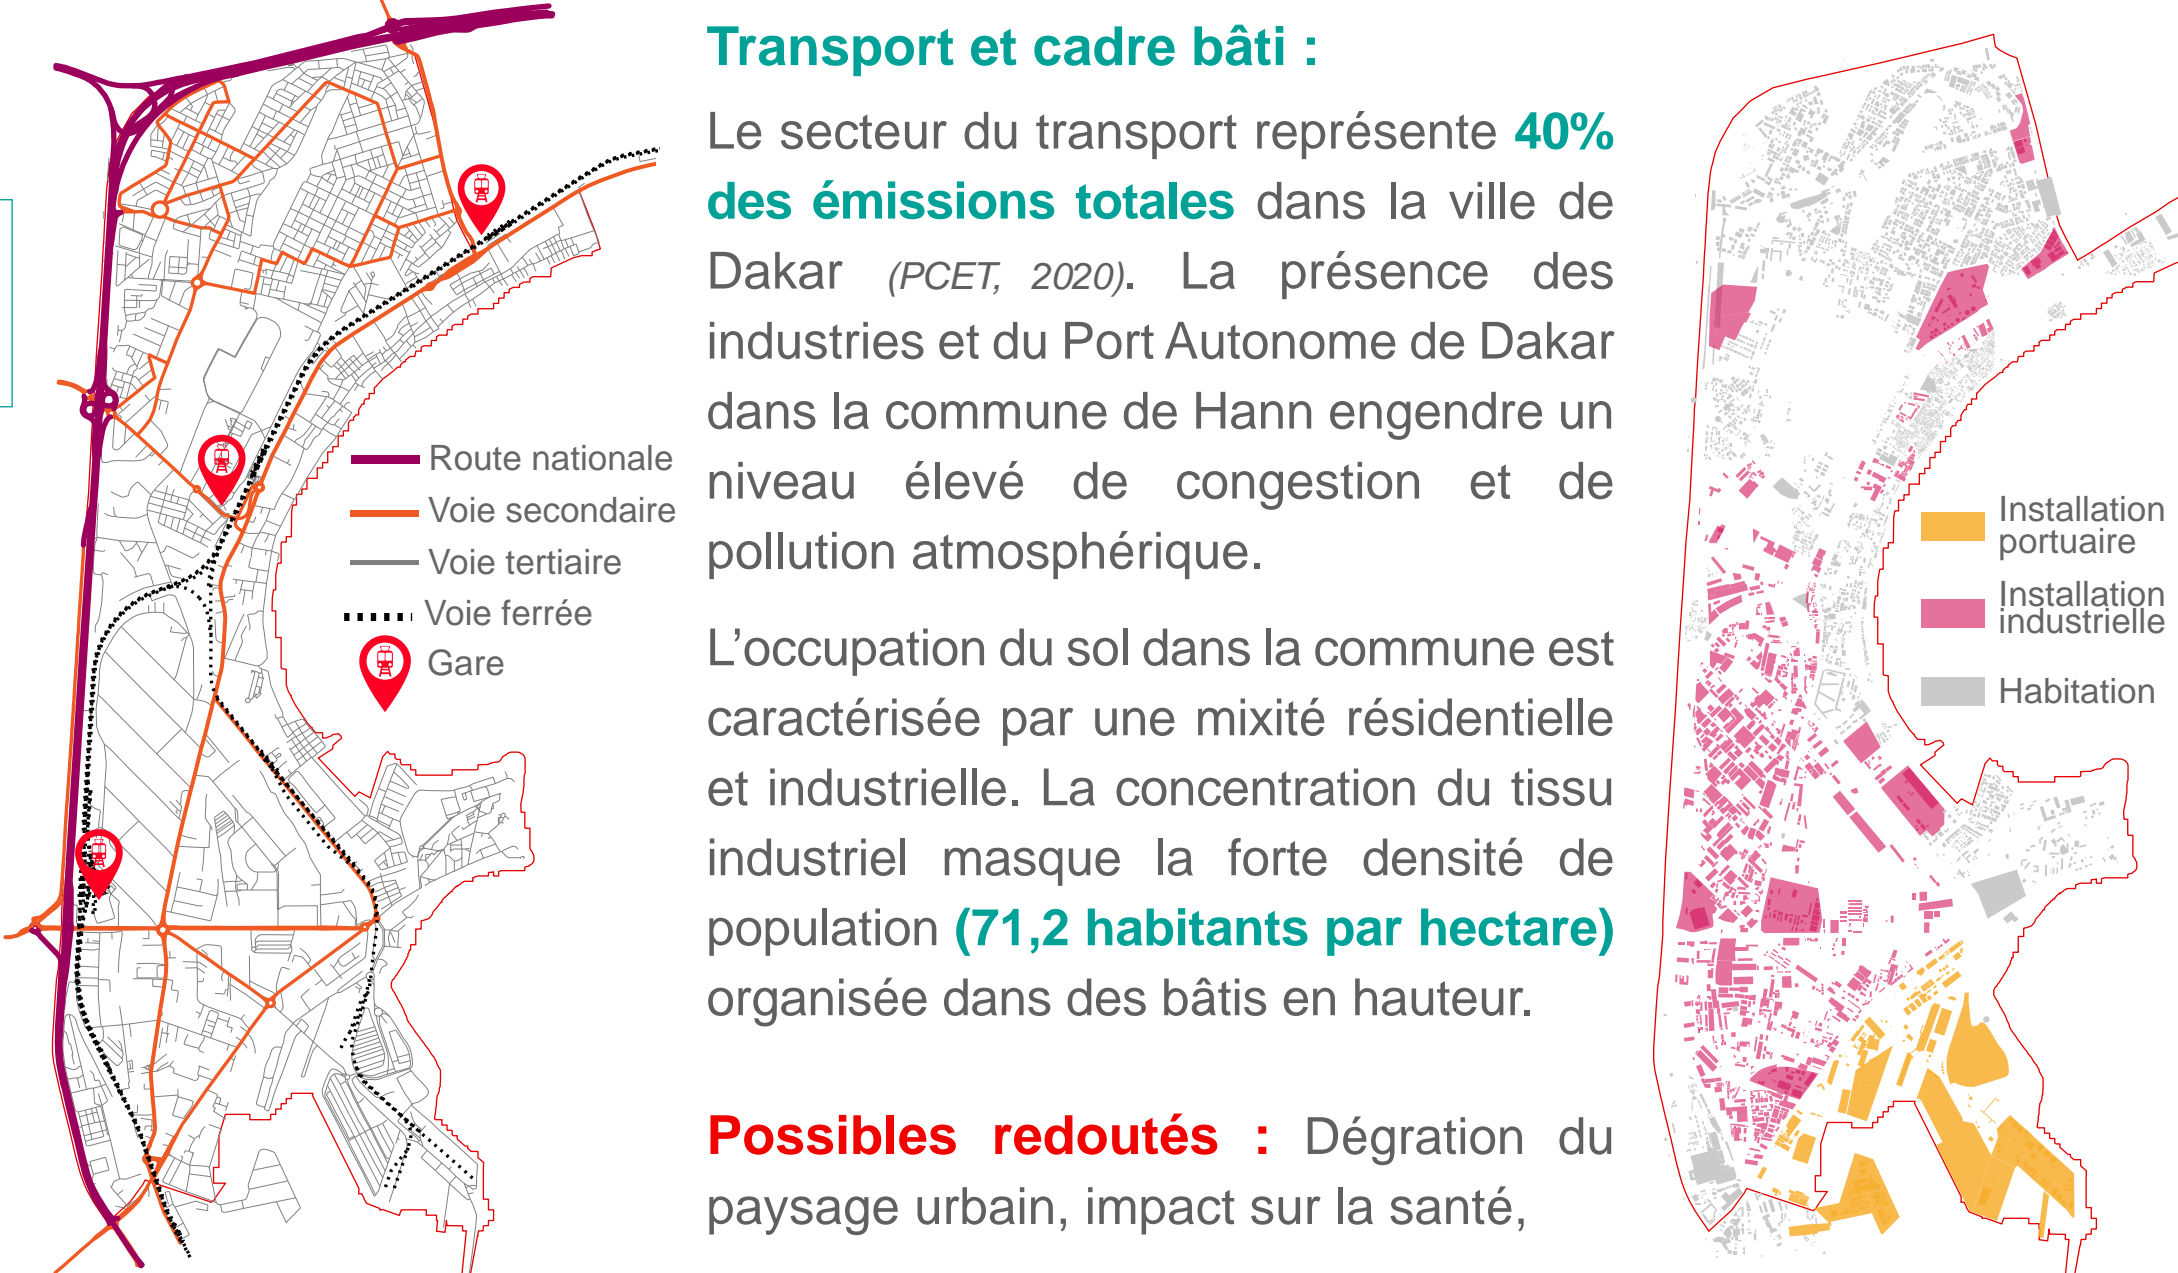 Transport et cadre bâti :
Le secteur du transport représente 40%
des émissions totales dans la ville de
Dakar (PCET, 2020). La présence des
industries et du Port Autonome de Dakar
dans la commune de Hann engendre un
niveau élevé de congestion et de
pollution atmosphérique.
L'occupation du sol dans la commune est
caractérisée par une mixité résidentielle
et industrielle. La concentration du tissu
industriel masque la forte densité de
population (71,2 habitants par hectare)
organisée dans des bâtis en hauteur.
Possibles redoutés : Dégration du
paysage urbain, impact sur la santé,
Route nationale
Voie secondaire
Voie tertiaire
Voie ferrée
Gare
Installation
portuaire
Installation
industrielle
Habitation